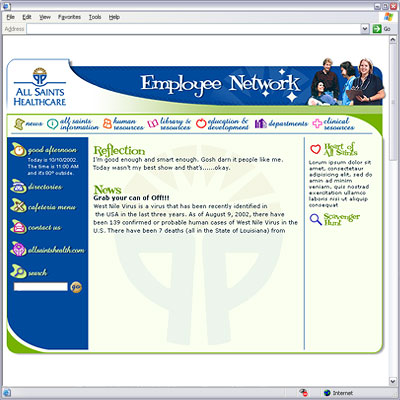 File Edit View Favorites Tools Help
Address
Go
ALL SAINTS
HEALTHCARE
Employee Network
news
all saints
information
human
resources
library &
resources
education &
development
departments
clinical
resources
good afternoon
Today is 10/10/2002.
The time is 11:00 AM
and it's 80º outside.
directories
cafeteria menu
contact us
allsaintshealth.com
search
go
Reflection
I'm good enough and smart enough. Gosh darn it people like me.
Today wasn't my best show and that's......okay.
News
Grab your can of Off!!!
West Nile Virus is a virus that has been recently identified in
the USA in the last three years. As of August 9, 2002, there have
been 139 confirmed or probable human cases of West Nile Virus in the
U.S. There have been 7 deaths (all in the State of Louisiana) from
Heart of
All Saints
Lorum ipsum dolor sit
amet, consectetuer
adipiscing elit, sed do
anim ad minim
veniam, quis nostrad
exercitation ullamco
laboris nisi ut aliquip
consequat
Scavenger
Hunt
Internet